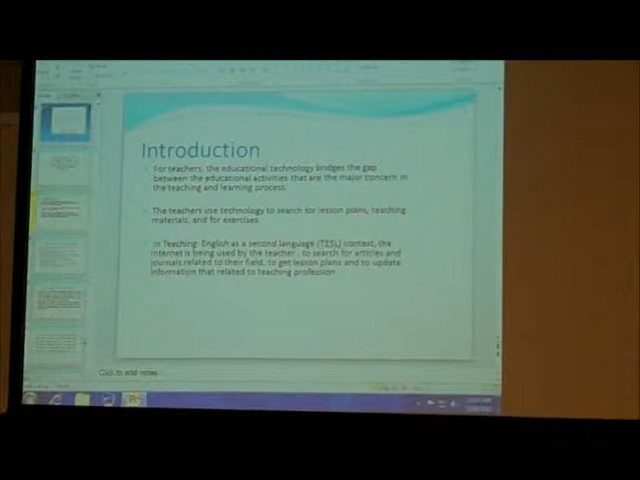 Introduction
For teachers, the educational technology bridges the gap
between the educational activities that are the major concern in
the teaching and learning process.
The teachers use technology to search for lesson plans, teaching
materials, and for exercises.
In Teaching English as a second language (TESL) context, the
internet is being used by the teacher , to search for articles and
journals related to their field, to get lesson plans and to update
information that related to teaching profession
Click to add notes